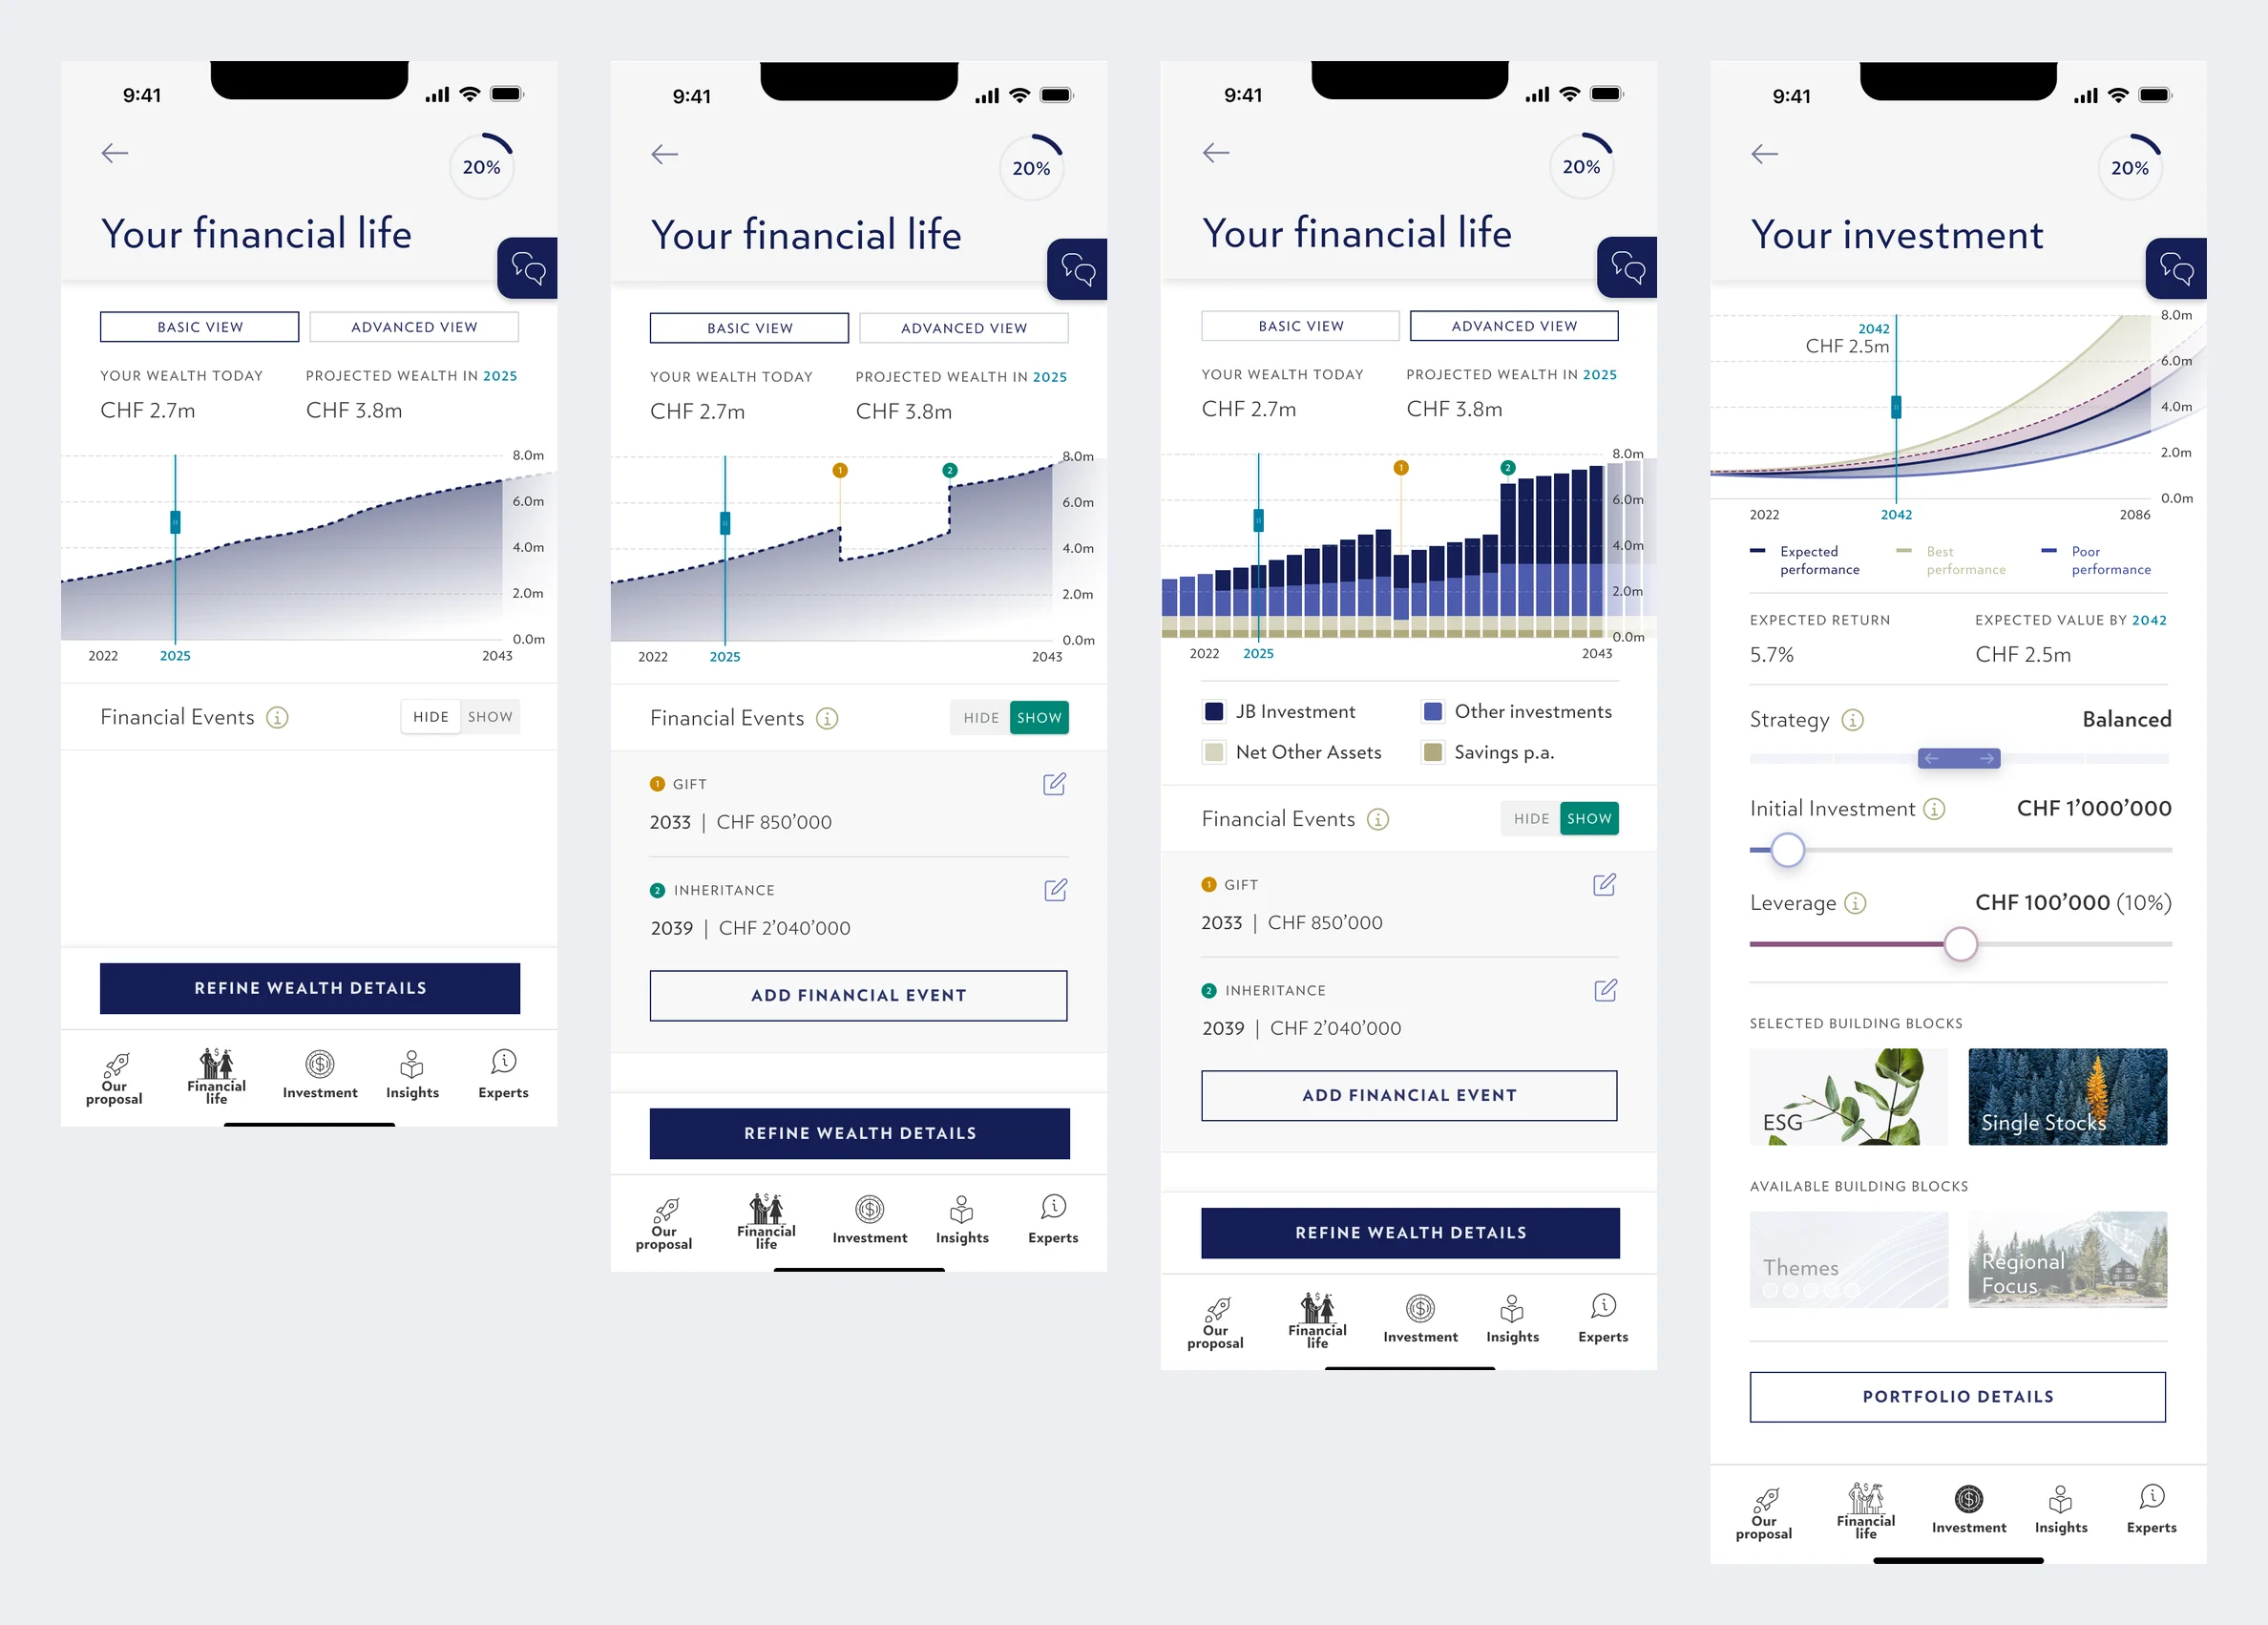 9:41
20%
Your financial life
BASIC VIEW
ADVANCED VIEW
YOUR WEALTH TODAY
PROJECTED WEALTH IN 2025
CHF 2.7m
CHF 3.8m
8.0m
6.0m
4.0m
2.0m
0.0m
2022
2025
2043
Financial Events
HIDE
SHOW
REFINE WEALTH DETAILS
Our
proposal
Financial
life
Investment
Insights
Experts
9:41
20%
Your financial life
BASIC VIEW
ADVANCED VIEW
YOUR WEALTH TODAY
PROJECTED WEALTH IN 2025
CHF 2.7m
CHF 3.8m
1
2
8.0m
6.0m
4.0m
2.0m
0.0m
2022
2025
2043
Financial Events
HIDE
SHOW
1 GIFT
2033 | CHF 850’000
2 INHERITANCE
2039 | CHF 2’040’000
ADD FINANCIAL EVENT
REFINE WEALTH DETAILS
Our
proposal
Financial
life
Investment
Insights
Experts
9:41
20%
Your financial life
BASIC VIEW
ADVANCED VIEW
YOUR WEALTH TODAY
PROJECTED WEALTH IN 2025
CHF 2.7m
CHF 3.8m
1
2
8.0m
6.0m
4.0m
2.0m
0.0m
2022
2025
2043
JB Investment
Other investments
Net Other Assets
Savings p.a.
Financial Events
HIDE
SHOW
1 GIFT
2033 | CHF 850’000
2 INHERITANCE
2039 | CHF 2’040’000
ADD FINANCIAL EVENT
REFINE WEALTH DETAILS
Our
proposal
Financial
life
Investment
Insights
Experts
9:41
20%
Your investment
2042
CHF 2.5m
8.0m
6.0m
4.0m
2.0m
0.0m
2022
2042
2086
Expected
performance
Best
performance
Poor
performance
EXPECTED RETURN
EXPECTED VALUE BY 2042
5.7%
CHF 2.5m
Strategy
Balanced
Initial Investment
CHF 1’000’000
Leverage
CHF 100’000 (10%)
SELECTED BUILDING BLOCKS
ESG
Single Stocks
AVAILABLE BUILDING BLOCKS
Themes
Regional
Focus
PORTFOLIO DETAILS
Our
proposal
Financial
life
Investment
Insights
Experts